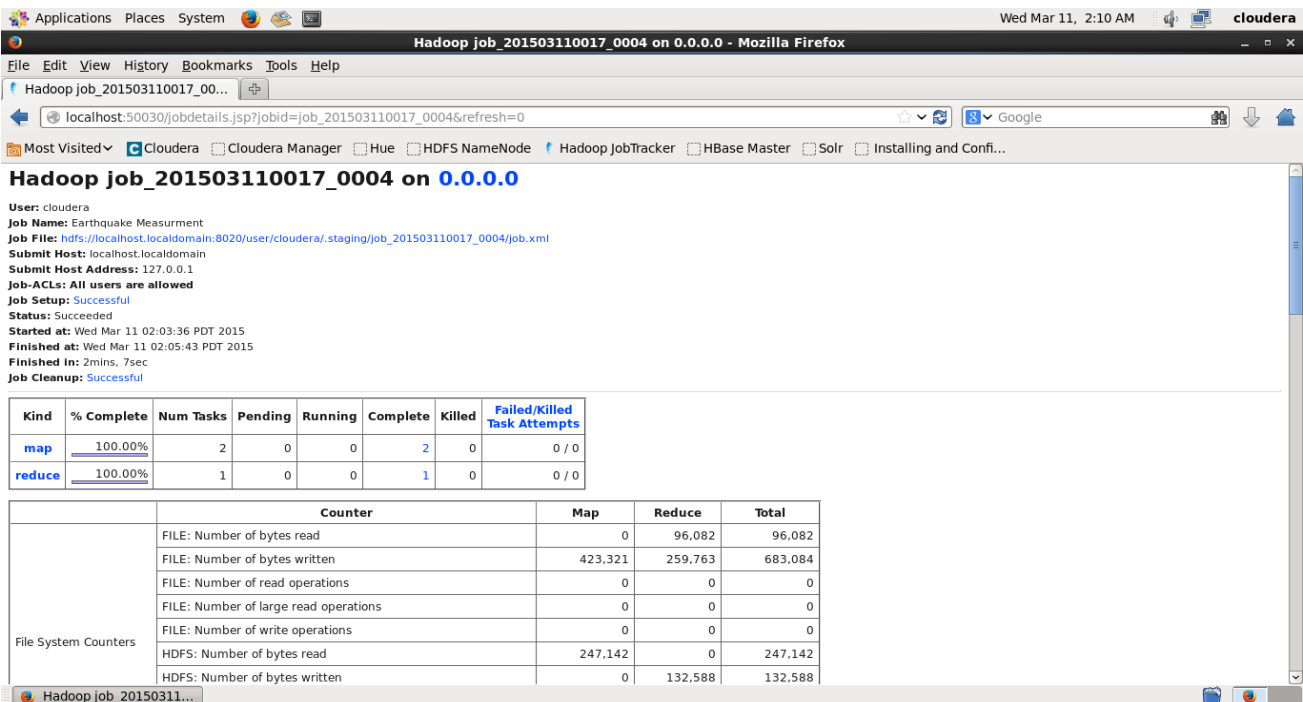 Applications Places System Wed Mar 11, 2:10 AM cloudera
Hadoop job_201503110017_0004 on 0.0.0.0 - Mozilla Firefox
File Edit View History Bookmarks Tools Help
Hadoop job_201503110017_00...
localhost:50030/jobdetails.jsp?jobid=job_201503110017_0004&refresh=0 8 Google
Most Visited Cloudera Cloudera Manager Hue HDFS NameNode Hadoop JobTracker HBase Master Solr Installing and Confi...
Hadoop job_201503110017_0004 on 0.0.0.0
User: cloudera
Job Name: Earthquake Measurment
Job File: hdfs://localhost.localdomain:8020/user/cloudera/.staging/job_201503110017_0004/job.xml
Submit Host: localhost.localdomain
Submit Host Address: 127.0.0.1
Job-ACLs: All users are allowed
Job Setup: Successful
Status: Succeeded
Started at: Wed Mar 11 02:03:36 PDT 2015
Finished at: Wed Mar 11 02:05:43 PDT 2015
Finished in: 2mins, 7sec
Job Cleanup: Successful
Kind % Complete Num Tasks Pending Running Complete Killed Failed/Killed Task Attempts
map 100.00% 2 0 0 2 0 0 / 0
reduce 100.00% 1 0 0 1 0 0 / 0
Counter Map Reduce Total
File System Counters
FILE: Number of bytes read 0 96,082 96,082
FILE: Number of bytes written 423,321 259,763 683,084
FILE: Number of read operations 0 0 0
FILE: Number of large read operations 0 0 0
FILE: Number of write operations 0 0 0
HDFS: Number of bytes read 247,142 0 247,142
HDFS: Number of bytes written 0 132,588 132,588
Hadoop job_20150311...